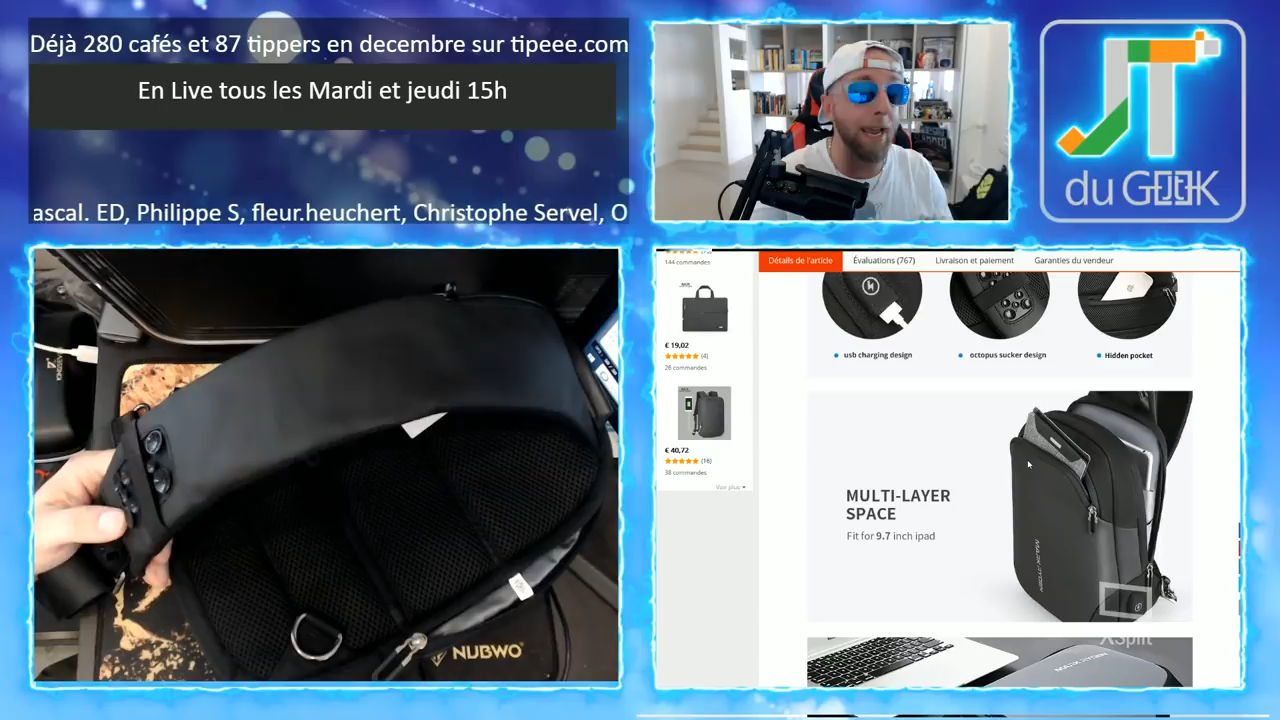 Déjà 280 cafés et 87 tippers en decembre sur tipeee.com
En Live tous les Mardi et jeudi 15h
ascal. ED, Philippe S, fleur.heuchert, Christophe Servel, O
JT
du GEEK
NUBWO
144 commandes
€ 19,02
(4)
26 commandes
€ 40,72
(16)
38 commandes
Voir plus
Détails de l'article
Évaluations (767)
Livraison et paiement
Garanties du vendeur
usb charging design
octopus sucker design
Hidden pocket
MULTI-LAYER
SPACE
Fit for 9.7 inch ipad
MARK RYDEN
XSplit